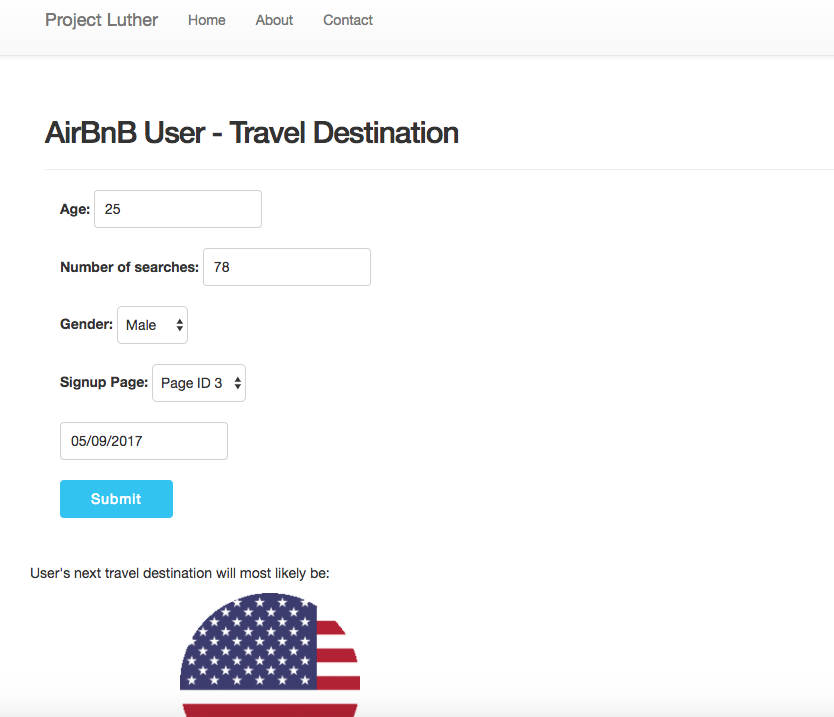 Project Luther Home About Contact
AirBnB User - Travel Destination
Age: 25
Number of searches: 78
Gender: Male
Signup Page: Page ID 3
05/09/2017
Submit
User's next travel destination will most likely be: